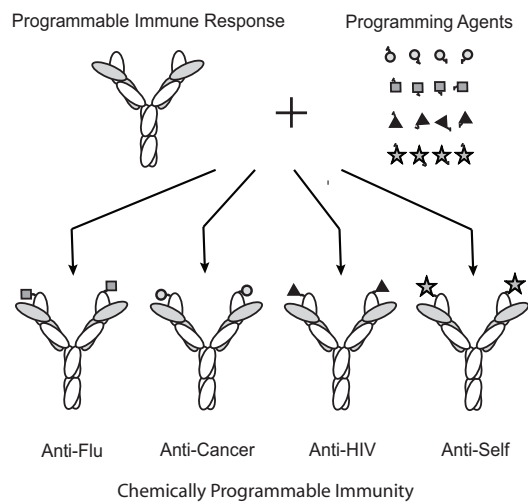 Programmable Immune Response
Programming Agents
Anti-Flu
Anti-Cancer
Anti-HIV
Anti-Self
Chemically Programmable Immunity